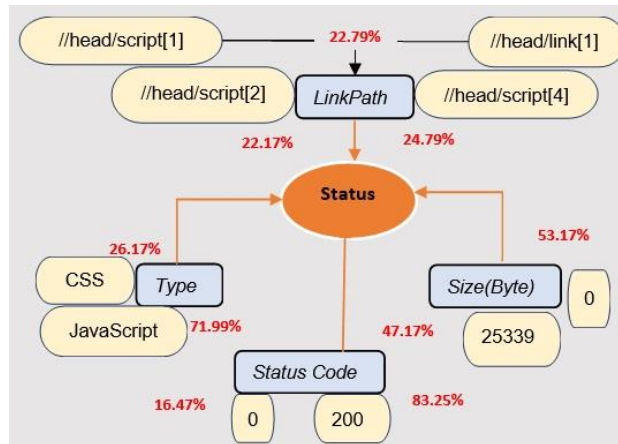 //head/script[1]
22.79%
//head/link[1]
//head/script[2]
LinkPath
//head/script[4]
22.17%
24.79%
Status
26.17%
53.17%
CSS
Type
Size(Byte)
0
JavaScript
71.99%
47.17%
25339
Status Code
16.47%
83.25%
0
200